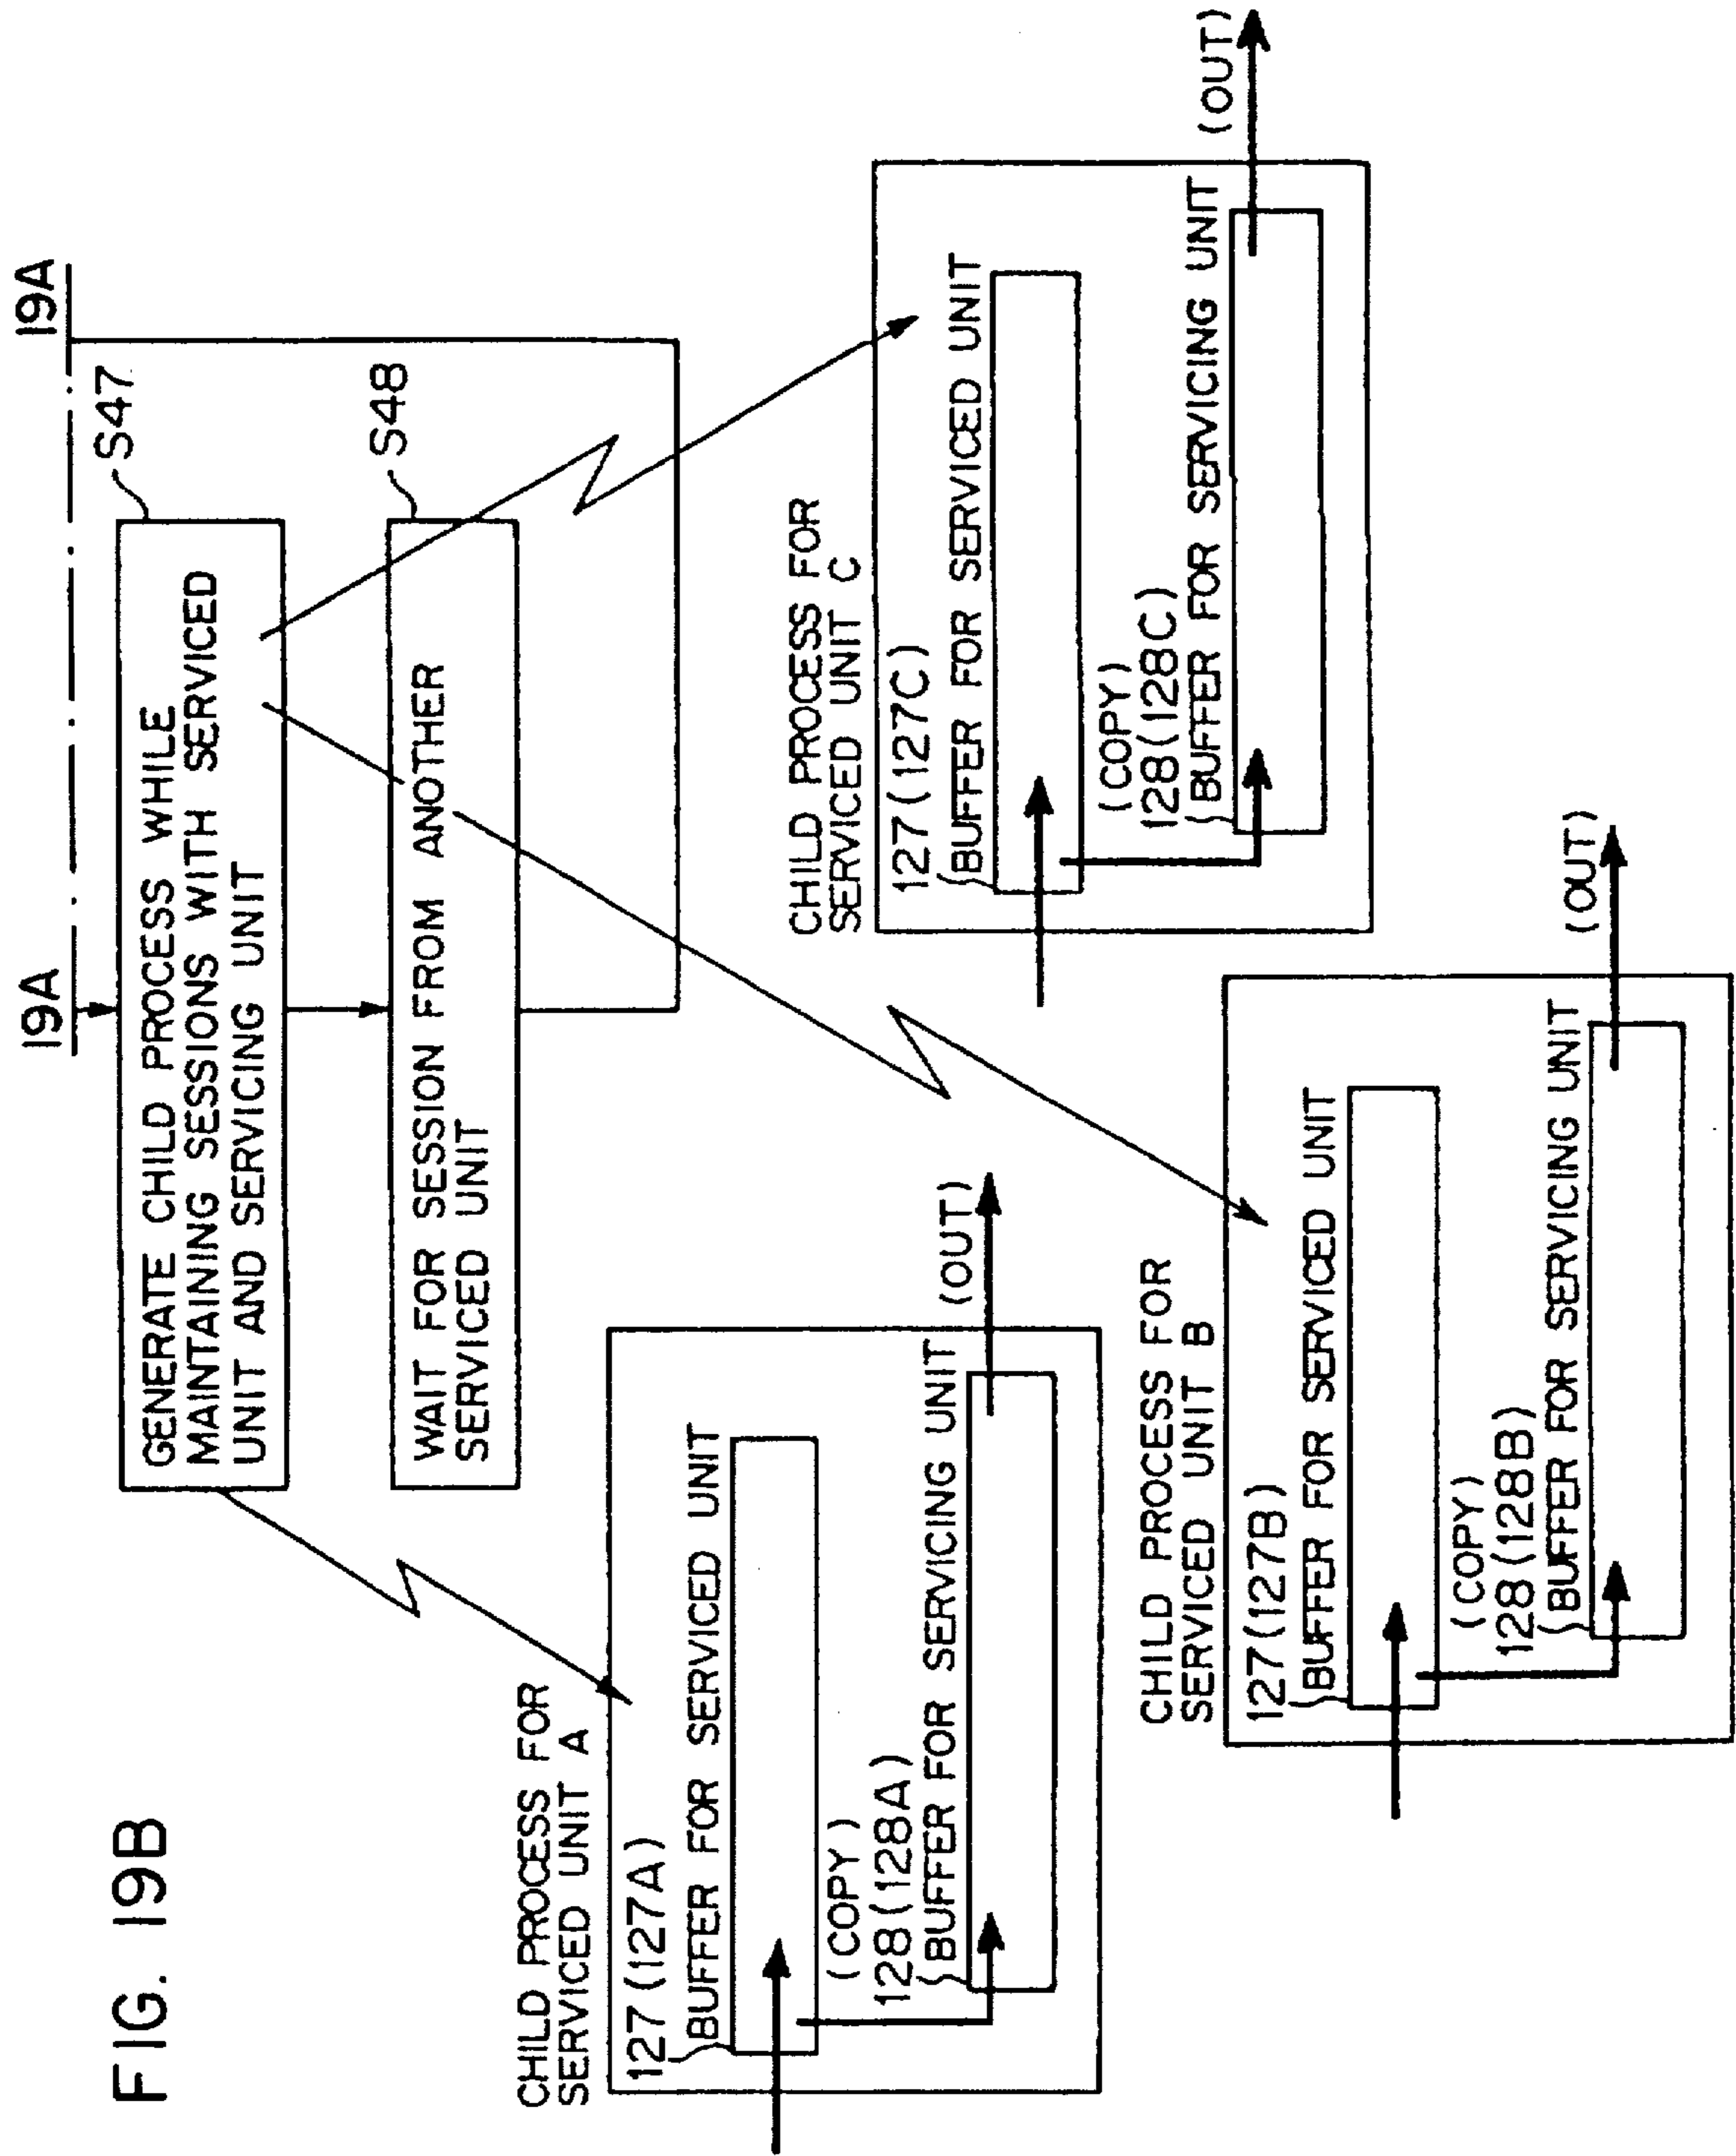 FIG. 19B
19A
19A
S47
GENERATE CHILD PROCESS WHILE
MAINTAINING SESSIONS WITH SERVICED
UNIT AND SERVICING UNIT
S48
WAIT FOR SESSION FROM ANOTHER
SERVICED UNIT
CHILD PROCESS FOR
SERVICED UNIT A
127(127A)
BUFFER FOR SERVICED UNIT
(COPY)
128(128A)
BUFFER FOR SERVICING UNIT
(OUT)
CHILD PROCESS FOR
SERVICED UNIT B
127(127B)
BUFFER FOR SERVICED UNIT
(COPY)
128(128B)
BUFFER FOR SERVICING UNIT
(OUT)
CHILD PROCESS FOR
SERVICED UNIT C
127(127C)
BUFFER FOR SERVICED UNIT
(COPY)
128(128C)
BUFFER FOR SERVICING UNIT
(OUT)